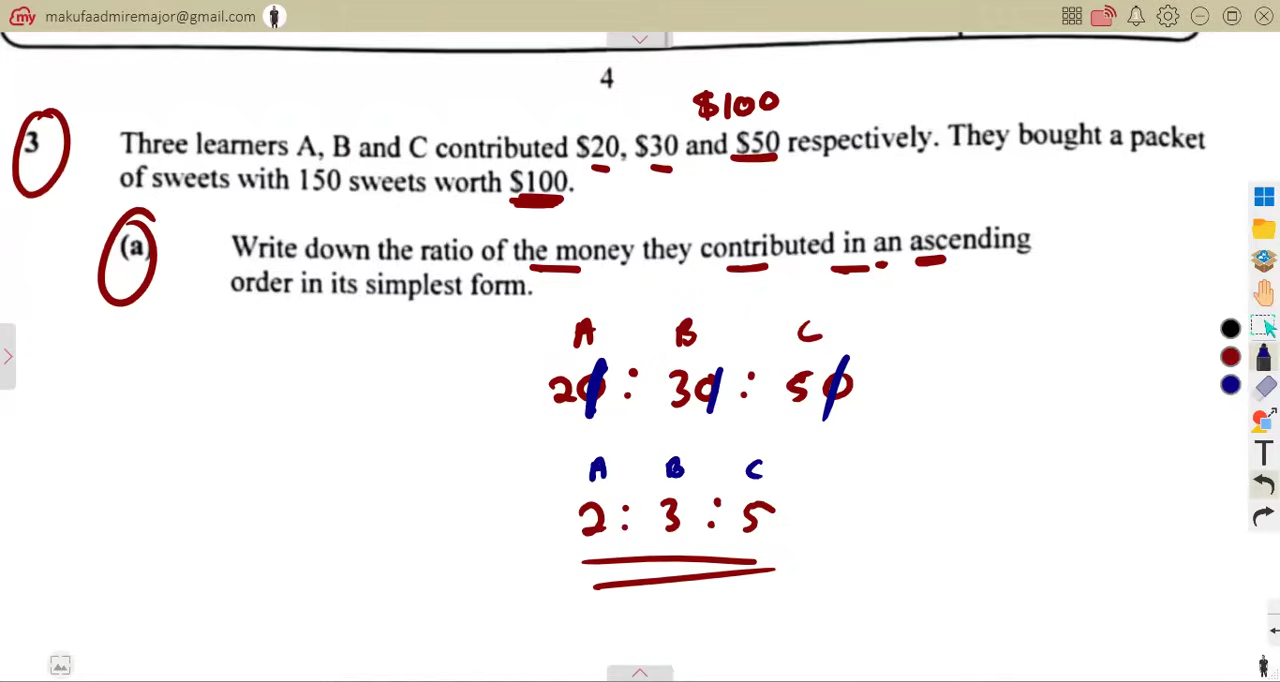 my makufaadmiremajor@gmail.com
4
$100
3 Three learners A, B and C contributed $20, $30 and $50 respectively. They bought a packet
of sweets with 150 sweets worth $100.
(a) Write down the ratio of the money they contributed in an ascending
order in its simplest form.
A B C
20 : 30 : 50
A B C
2 : 3 : 5
T